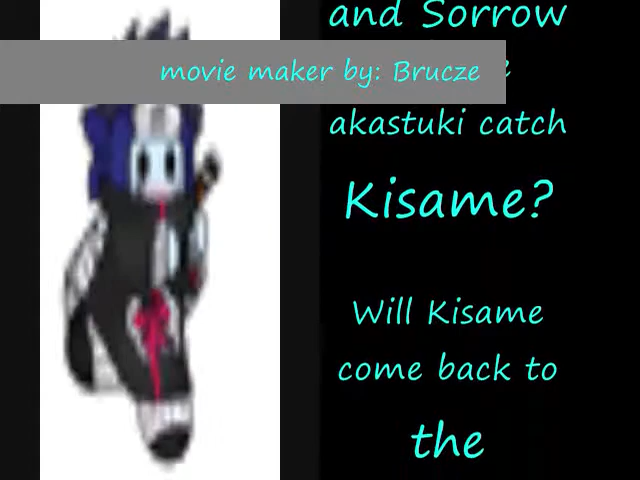 and Sorrow
movie maker by: Brucze
akastuki catch
Kisame?
Will Kisame
come back to
the